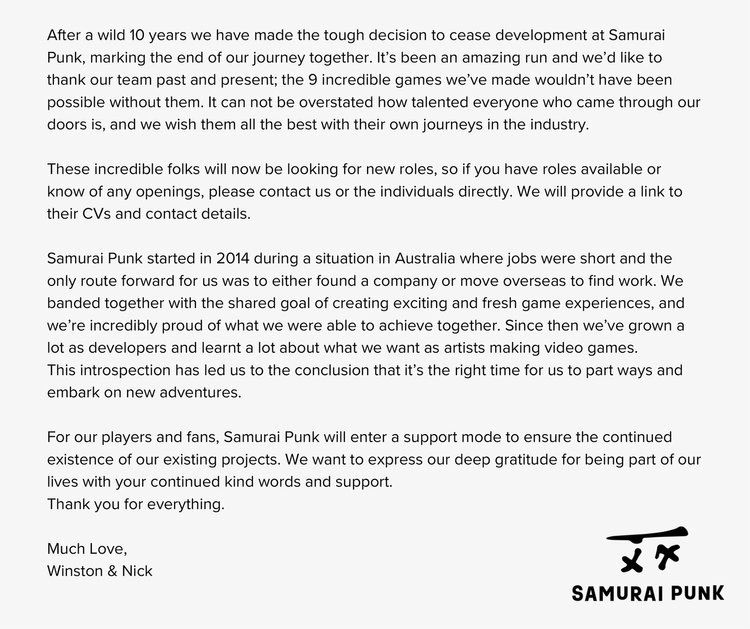 After a wild 10 years we have made the tough decision to cease development at Samurai
Punk, marking the end of our journey together. It's been an amazing run and we'd like to
thank our team past and present; the 9 incredible games we've made wouldn't have been
possible without them. It can not be overstated how talented everyone who came through our
doors is, and we wish them all the best with their own journeys in the industry.
These incredible folks will now be looking for new roles, so if you have roles available or
know of any openings, please contact us or the individuals directly. We will provide a link to
their CVs and contact details.
Samurai Punk started in 2014 during a situation in Australia where jobs were short and the
only route forward for us was to either found a company or move overseas to find work. We
banded together with the shared goal of creating exciting and fresh game experiences, and
we're incredibly proud of what we were able to achieve together. Since then we've grown a
lot as developers and learnt a lot about what we want as artists making video games.
This introspection has led us to the conclusion that it's the right time for us to part ways and
embark on new adventures.
For our players and fans, Samurai Punk will enter a support mode to ensure the continued
existence of our existing projects. We want to express our deep gratitude for being part of our
lives with your continued kind words and support.
Thank you for everything.
Much Love,
Winston & Nick
SAMURAI PUNK